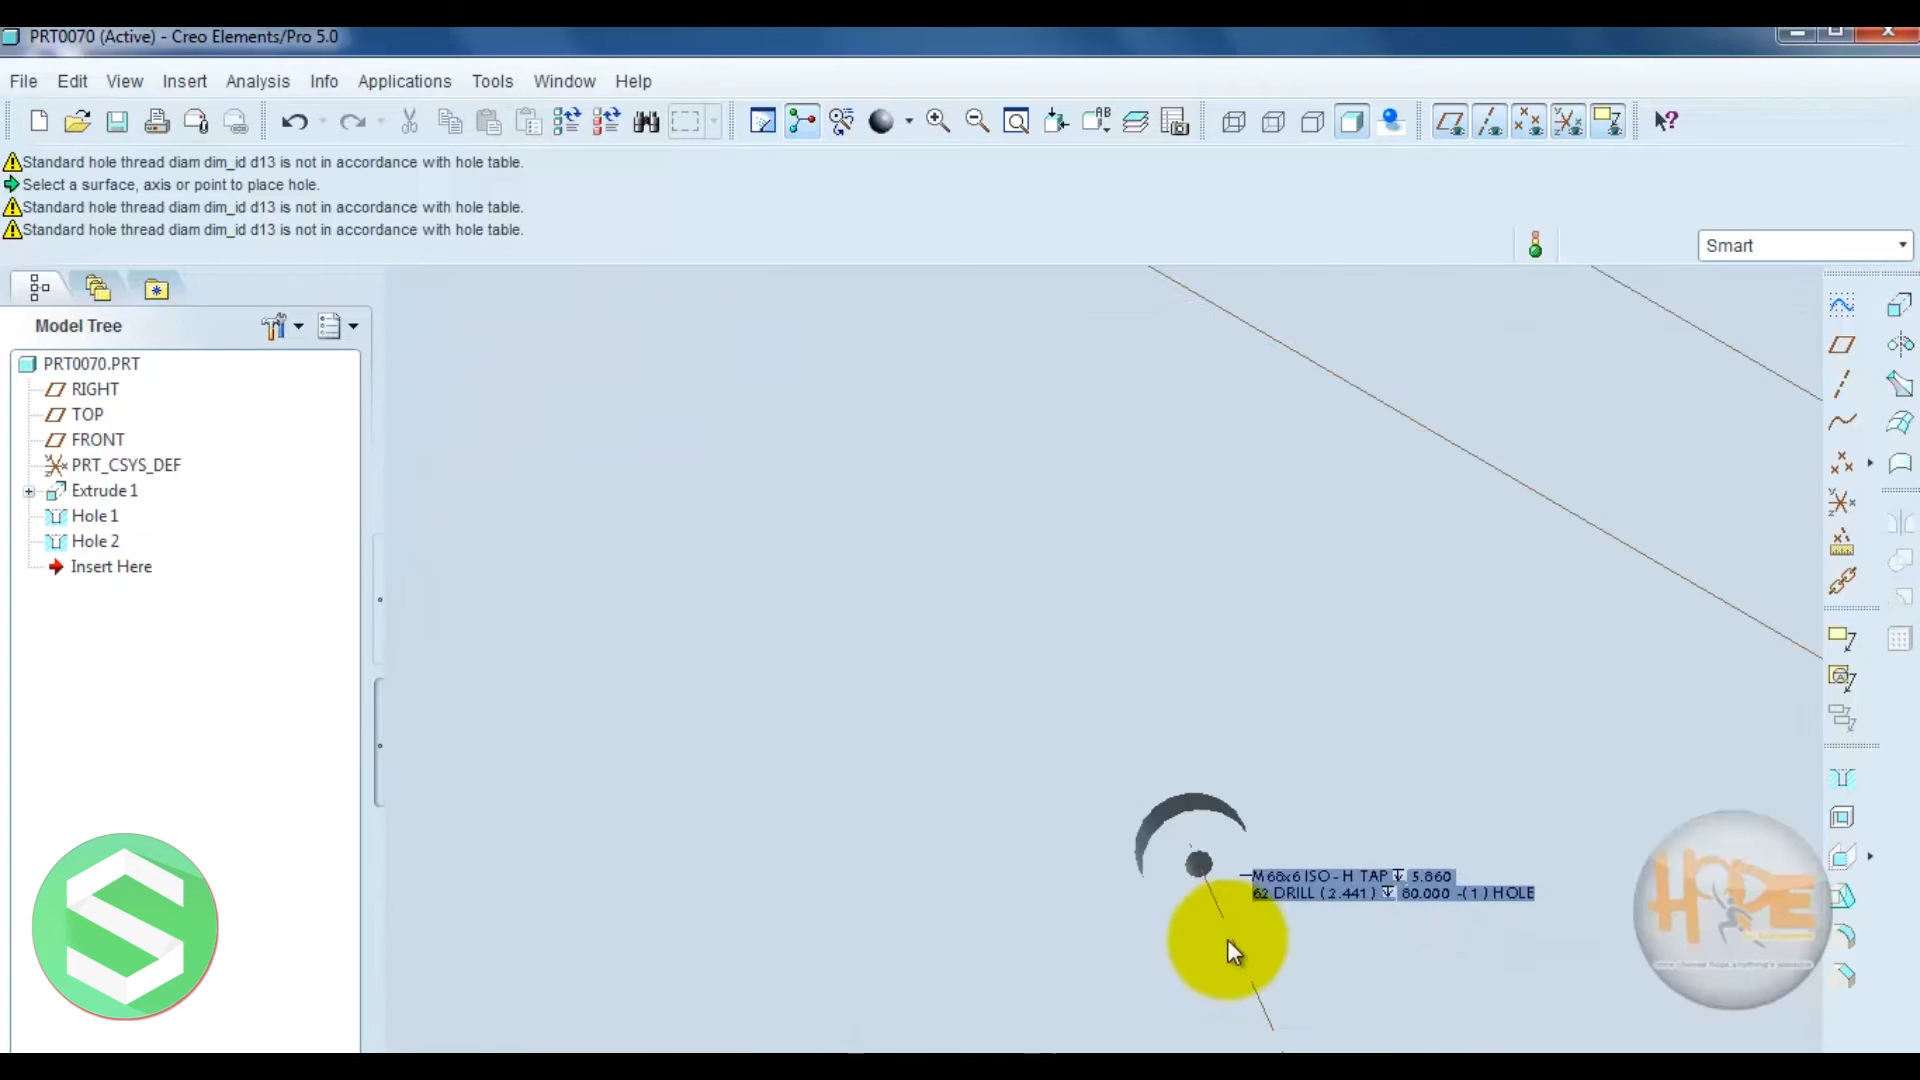 PRT0070 (Active) - Creo Elements/Pro 5.0
File Edit View Insert Analysis Info Applications Tools Window Help
Standard hole thread diam dim_id d13 is not in accordance with hole table.
Select a surface, axis or point to place hole.
Standard hole thread diam dim_id d13 is not in accordance with hole table.
Standard hole thread diam dim_id d13 is not in accordance with hole table.
Smart
Model Tree
PRT0070.PRT
RIGHT
TOP
FRONT
PRT_CSYS_DEF
Extrude 1
Hole 1
Hole 2
Insert Here
M68x6 ISO - H TAP ↧ 5.860
62 DRILL ( 2.441 ) ↧ 60.000 -( 1 ) HOLE
HOPE